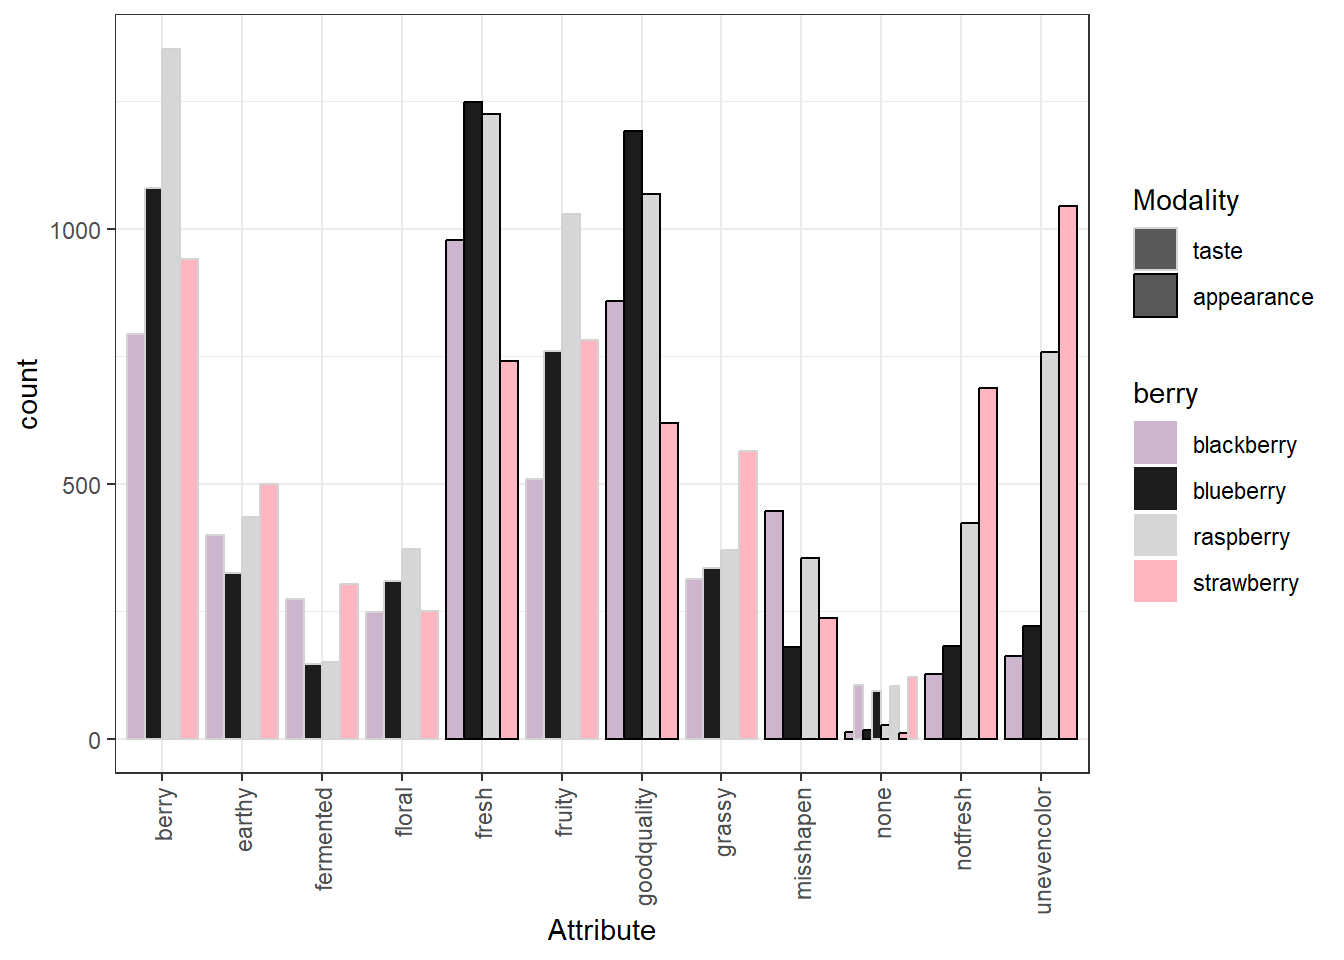 1000
500
0
count
berry
earthy
fermented
floral
fresh
fruity
goodquality
grassy
misshapen
none
notfresh
unevencolor
Attribute
Modality
taste
appearance
berry
blackberry
blueberry
raspberry
strawberry